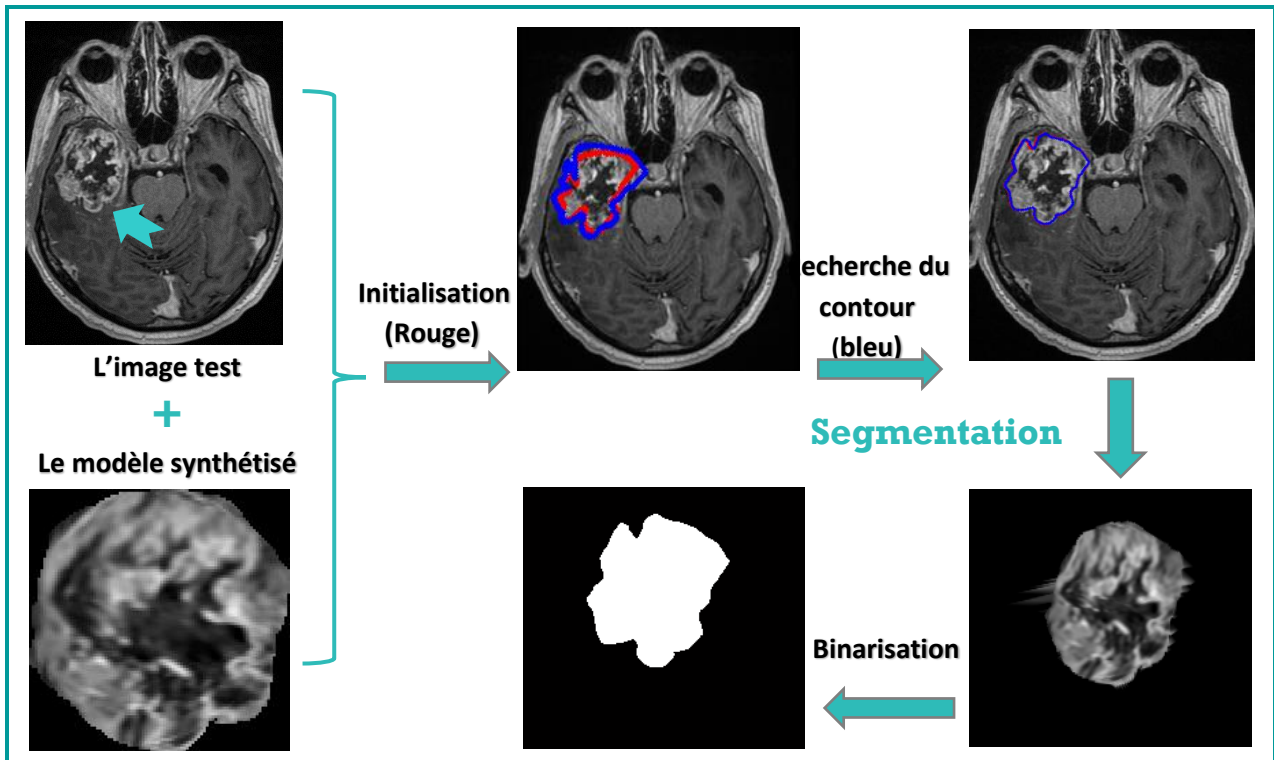 L'image test
+
Le modèle synthétisé
Initialisation
(Rouge)
echerche du
contour
(bleu)
Segmentation
Binarisation